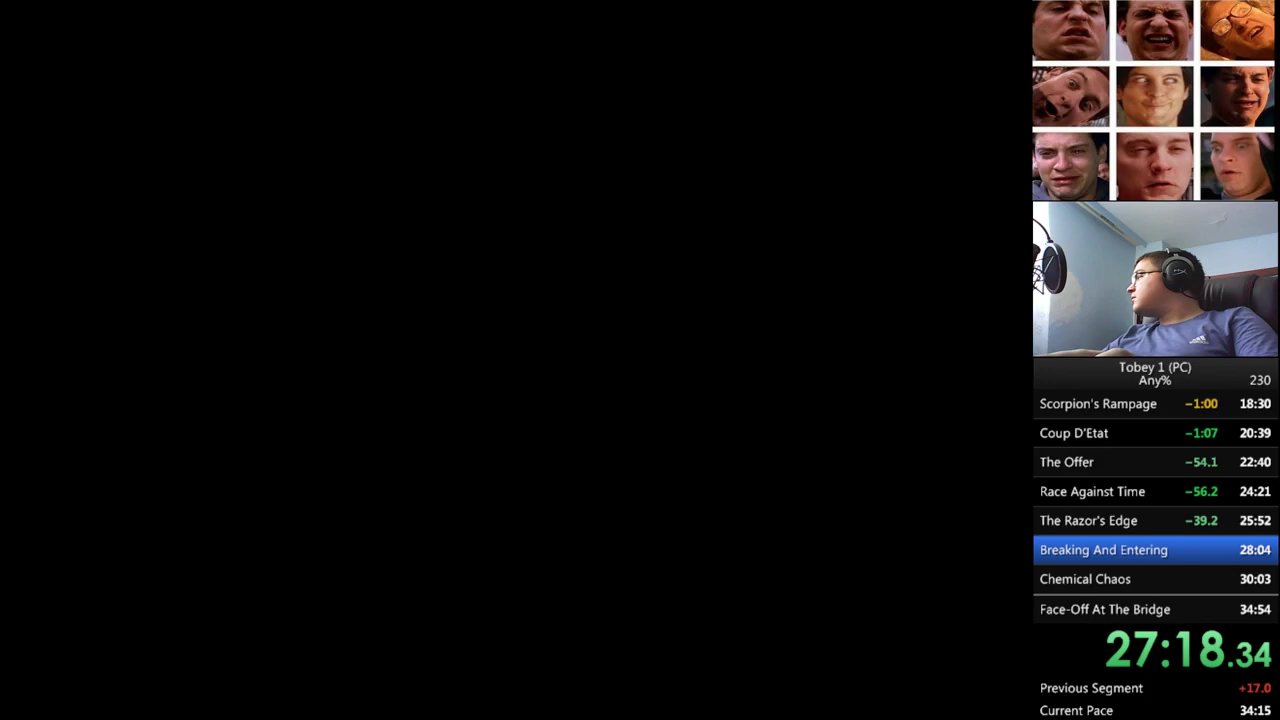 Tobey 1 (PC)
Any% 230
Scorpion's Rampage −1:00 18:30
Coup D'Etat −1:07 20:39
The Offer −54.1 22:40
Race Against Time −56.2 24:21
The Razor's Edge −39.2 25:52
Breaking And Entering 28:04
Chemical Chaos 30:03
Face-Off At The Bridge 34:54
27:18.34
Previous Segment +17.0
Current Pace 34:15